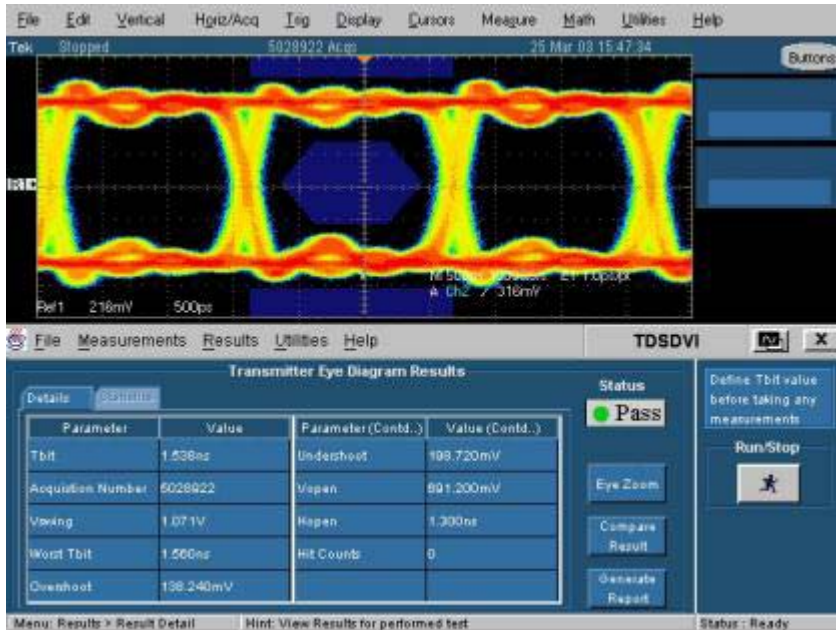 File Edit Vertical Horiz/Acq Trig Display Cursors Measure Math Utilities Help
Tek Stopped 5028922 Acqs 25 Mar 03 15:47:34
Buttons
R1
A Ch2 / 316mV
Ref1 216mV 500ps
File Measurements Results Utilities Help TDSDVI X
Transmitter Eye Diagram Results
Details Statistics
Status
Pass
Define Tbit value
before taking any
measurements
Run/Stop
Parameter Value Parameter(Contd..) Value (Contd..)
Tbit 1.538ns Undershoot 198.720mV
Acquistion Number 5028922 Vopen 891.200mV
Vswing 1.071V Hopen 1.300ns
Worst Tbit 1.560ns Hit Counts 0
Overshoot 138.240mV
Eye Zoom
Compare
Result
Generate
Report
Menu: Results > Result Detail Hint: View Results for performed test Status : Ready